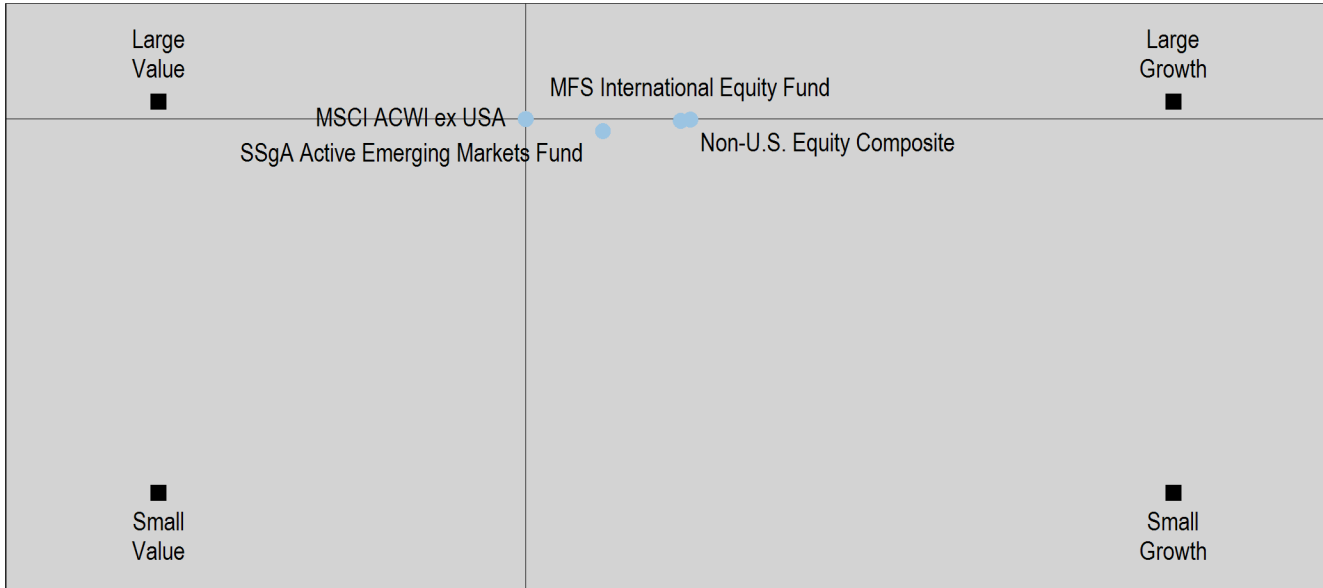 Large
Value
Large
Growth
MFS International Equity Fund
MSCI ACWI ex USA
Non-U.S. Equity Composite
SSgA Active Emerging Markets Fund
Small
Value
Small
Growth